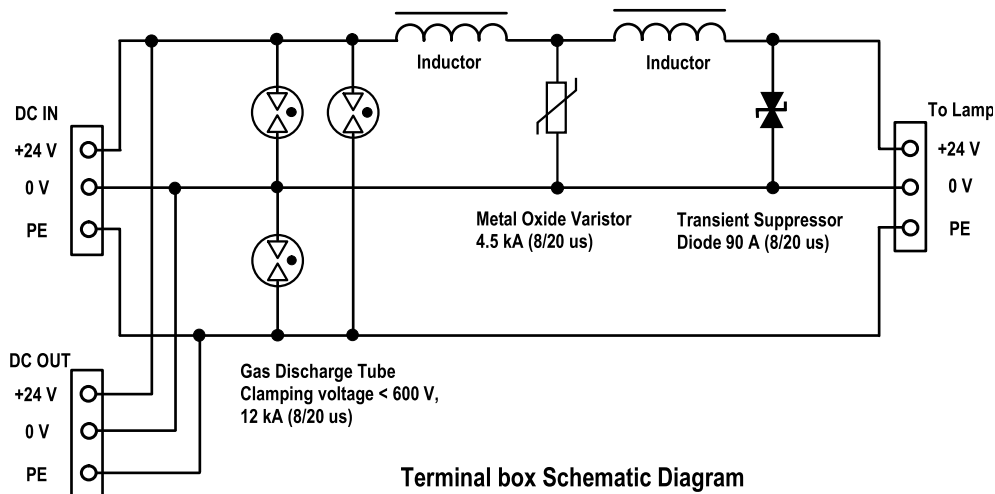 Inductor
Inductor
DC IN
+24 V
0 V
PE
To Lamp
+24 V
0 V
PE
Metal Oxide Varistor
4.5 kA (8/20 us)
Transient Suppressor
Diode 90 A (8/20 us)
DC OUT
+24 V
0 V
PE
Gas Discharge Tube
Clamping voltage < 600 V,
12 kA (8/20 us)
Terminal box Schematic Diagram